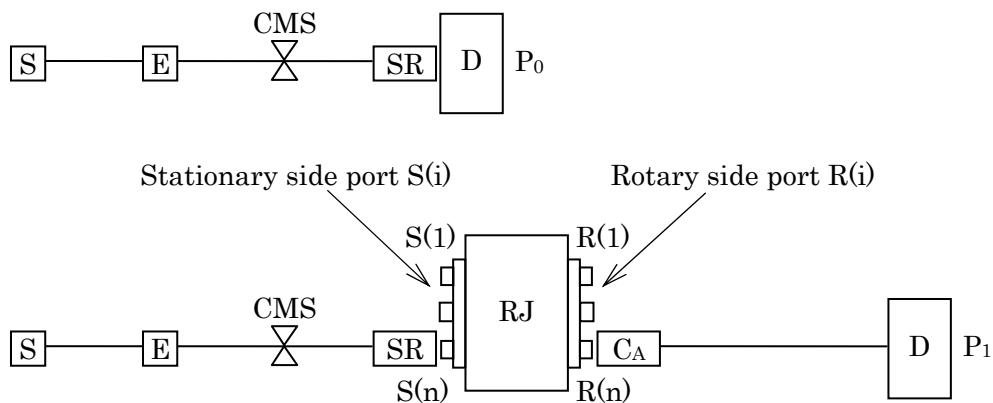 CMS
S E SR D P0
Stationary side port S(i) Rotary side port R(i)
S(1) R(1)
CMS RJ
S E SR CA D P1
S(n) R(n)